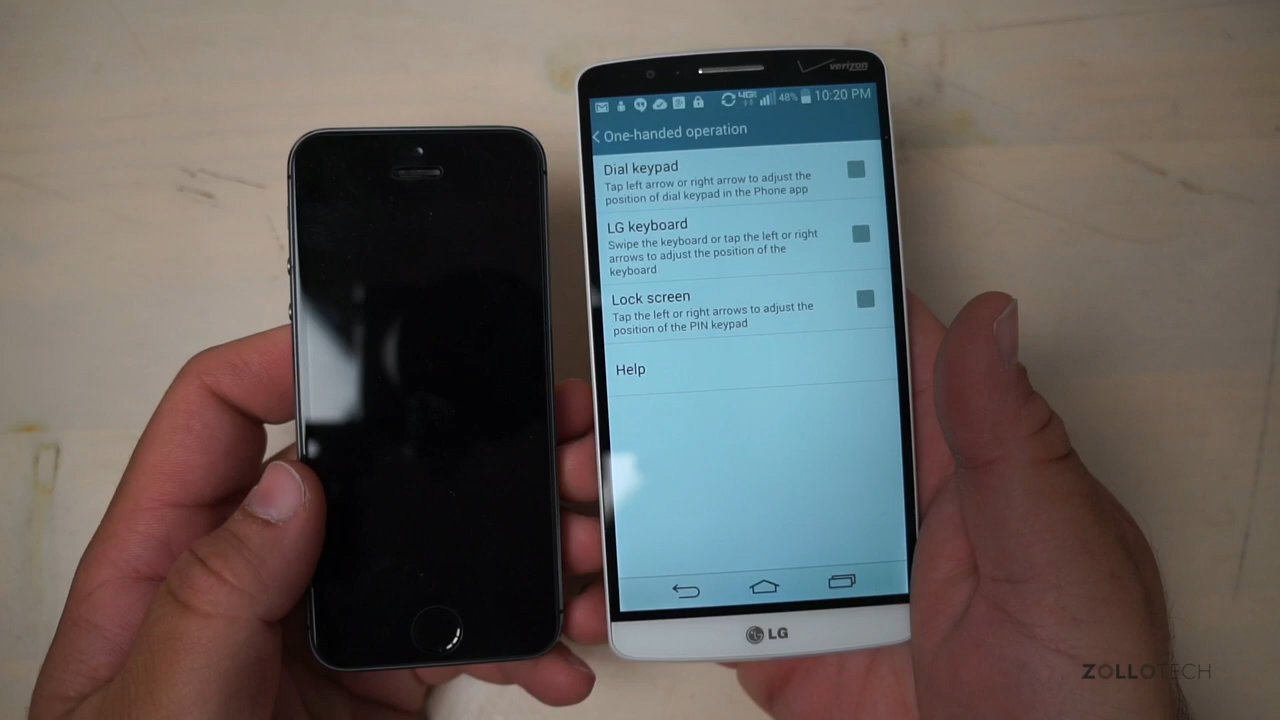 verizon
4G 48% 10:20 PM
One-handed operation
Dial keypad
Tap left arrow or right arrow to adjust the
position of dial keypad in the Phone app
LG keyboard
Swipe the keyboard or tap the left or right
arrows to adjust the position of the
keyboard
Lock screen
Tap the left or right arrows to adjust the
position of the PIN keypad
Help
LG
ZOLLOTECH